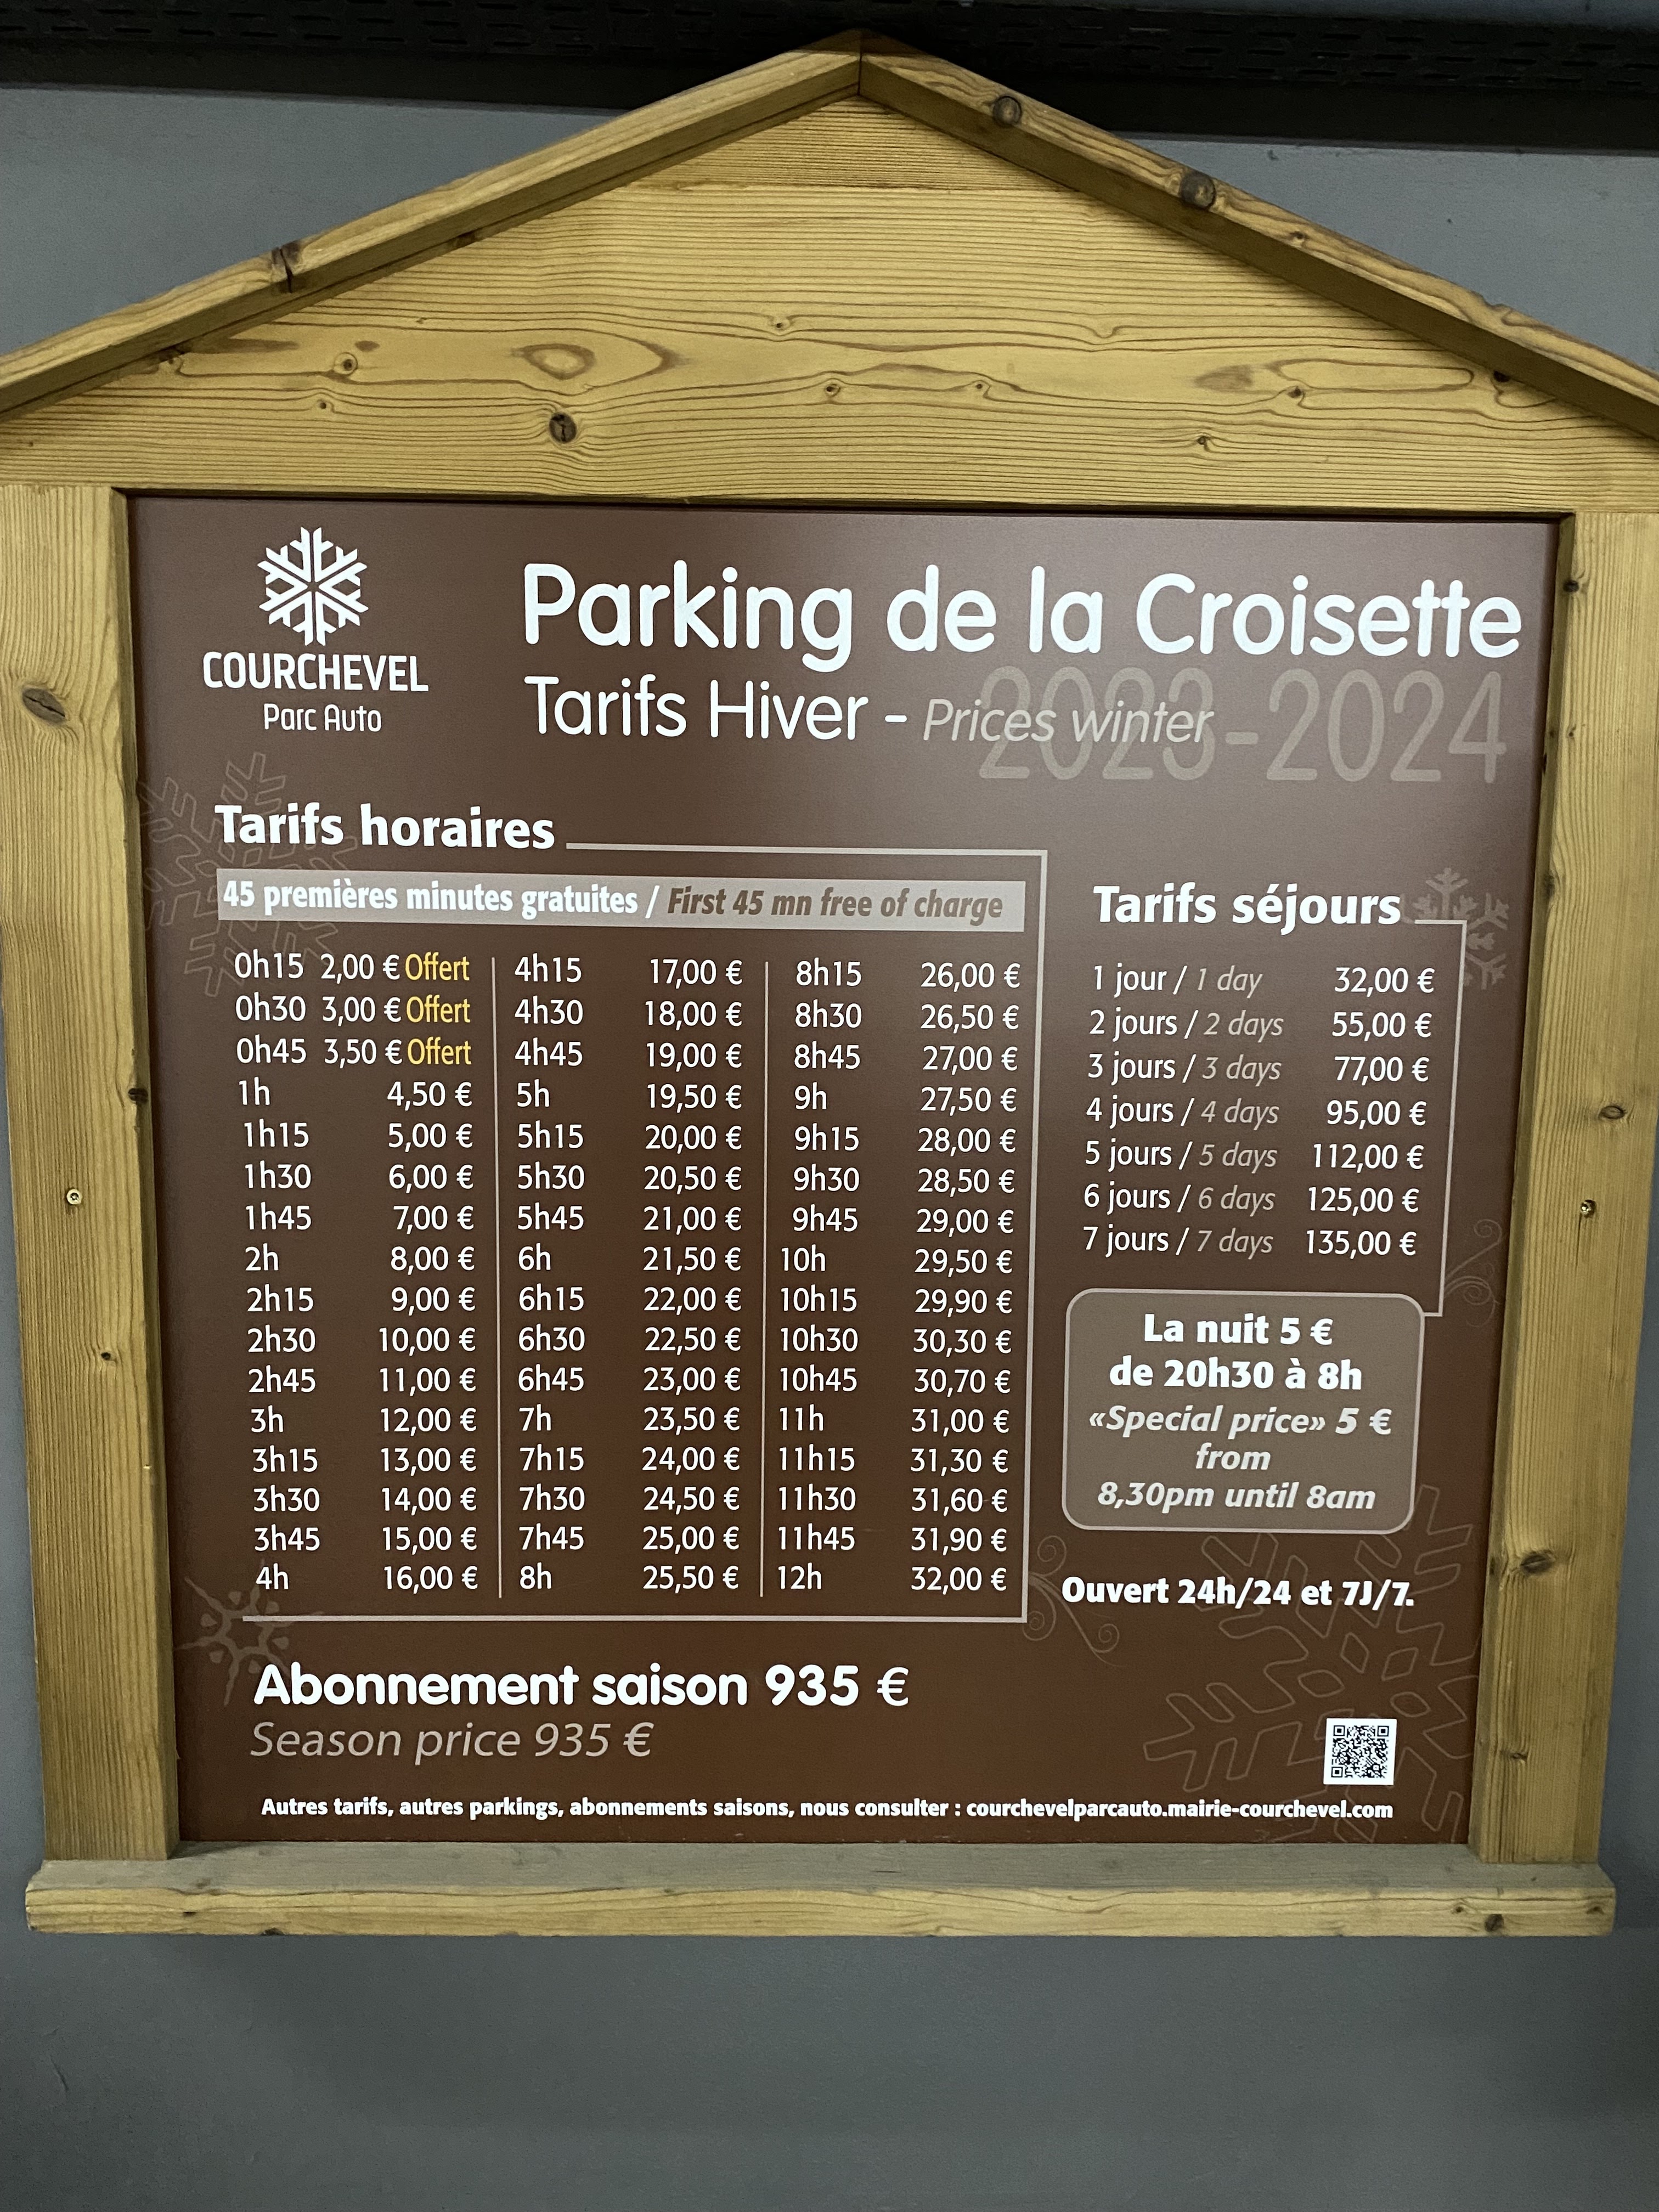 COURCHEVEL
Parc Auto
Parking de la Croisette
Tarifs Hiver - Prices winter
2023-2024
Tarifs horaires
45 premières minutes gratuites / First 45 mn free of charge
0h15 2,00 € Offert
0h30 3,00 € Offert
0h45 3,50 € Offert
1h 4,50 €
1h15 5,00 €
1h30 6,00 €
1h45 7,00 €
2h 8,00 €
2h15 9,00 €
2h30 10,00 €
2h45 11,00 €
3h 12,00 €
3h15 13,00 €
3h30 14,00 €
3h45 15,00 €
4h 16,00 €
4h15 17,00 €
4h30 18,00 €
4h45 19,00 €
5h 19,50 €
5h15 20,00 €
5h30 20,50 €
5h45 21,00 €
6h 21,50 €
6h15 22,00 €
6h30 22,50 €
6h45 23,00 €
7h 23,50 €
7h15 24,00 €
7h30 24,50 €
7h45 25,00 €
8h 25,50 €
8h15 26,00 €
8h30 26,50 €
8h45 27,00 €
9h 27,50 €
9h15 28,00 €
9h30 28,50 €
9h45 29,00 €
10h 29,50 €
10h15 29,90 €
10h30 30,30 €
10h45 30,70 €
11h 31,00 €
11h15 31,30 €
11h30 31,60 €
11h45 31,90 €
12h 32,00 €
Tarifs séjours
1 jour / 1 day 32,00 €
2 jours / 2 days 55,00 €
3 jours / 3 days 77,00 €
4 jours / 4 days 95,00 €
5 jours / 5 days 112,00 €
6 jours / 6 days 125,00 €
7 jours / 7 days 135,00 €
La nuit 5 €
de 20h30 à 8h
«Special price» 5 €
from
8,30pm until 8am
Ouvert 24h/24 et 7J/7.
Abonnement saison 935 €
Season price 935 €
Autres tarifs, autres parkings, abonnements saisons, nous consulter : courchevelparcauto.mairie-courchevel.com